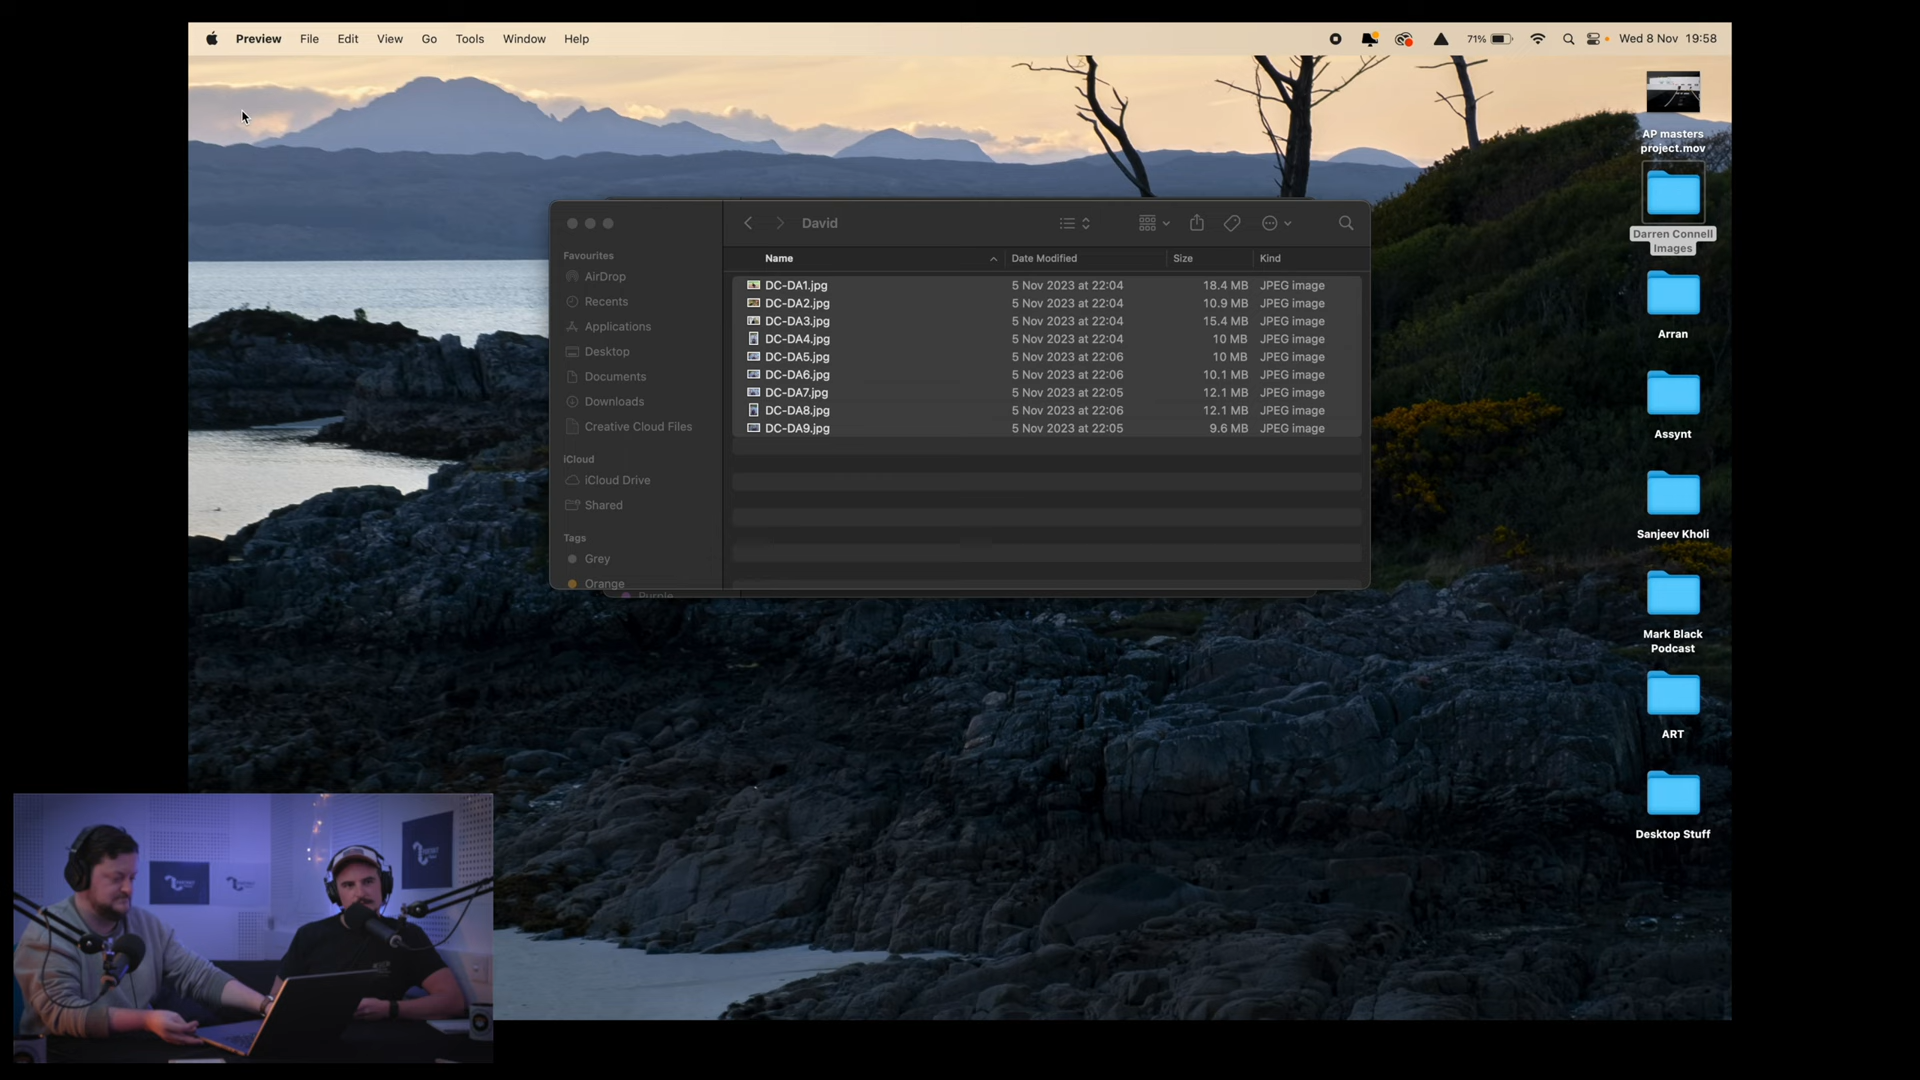 Preview File Edit View Go Tools Window Help 71% Wed 8 Nov 19:58
AP masters
project.mov
Darren Connell
Images
Arran
Assynt
Sanjeev Kholi
Mark Black
Podcast
ART
Desktop Stuff
David
Favourites
AirDrop
Recents
Applications
Desktop
Documents
Downloads
Creative Cloud Files
iCloud
iCloud Drive
Shared
Tags
Grey
Orange
Purple
Name Date Modified Size Kind
DC-DA1.jpg 5 Nov 2023 at 22:04 18.4 MB JPEG image
DC-DA2.jpg 5 Nov 2023 at 22:04 10.9 MB JPEG image
DC-DA3.jpg 5 Nov 2023 at 22:04 15.4 MB JPEG image
DC-DA4.jpg 5 Nov 2023 at 22:04 10 MB JPEG image
DC-DA5.jpg 5 Nov 2023 at 22:06 10 MB JPEG image
DC-DA6.jpg 5 Nov 2023 at 22:06 10.1 MB JPEG image
DC-DA7.jpg 5 Nov 2023 at 22:05 12.1 MB JPEG image
DC-DA8.jpg 5 Nov 2023 at 22:06 12.1 MB JPEG image
DC-DA9.jpg 5 Nov 2023 at 22:05 9.6 MB JPEG image